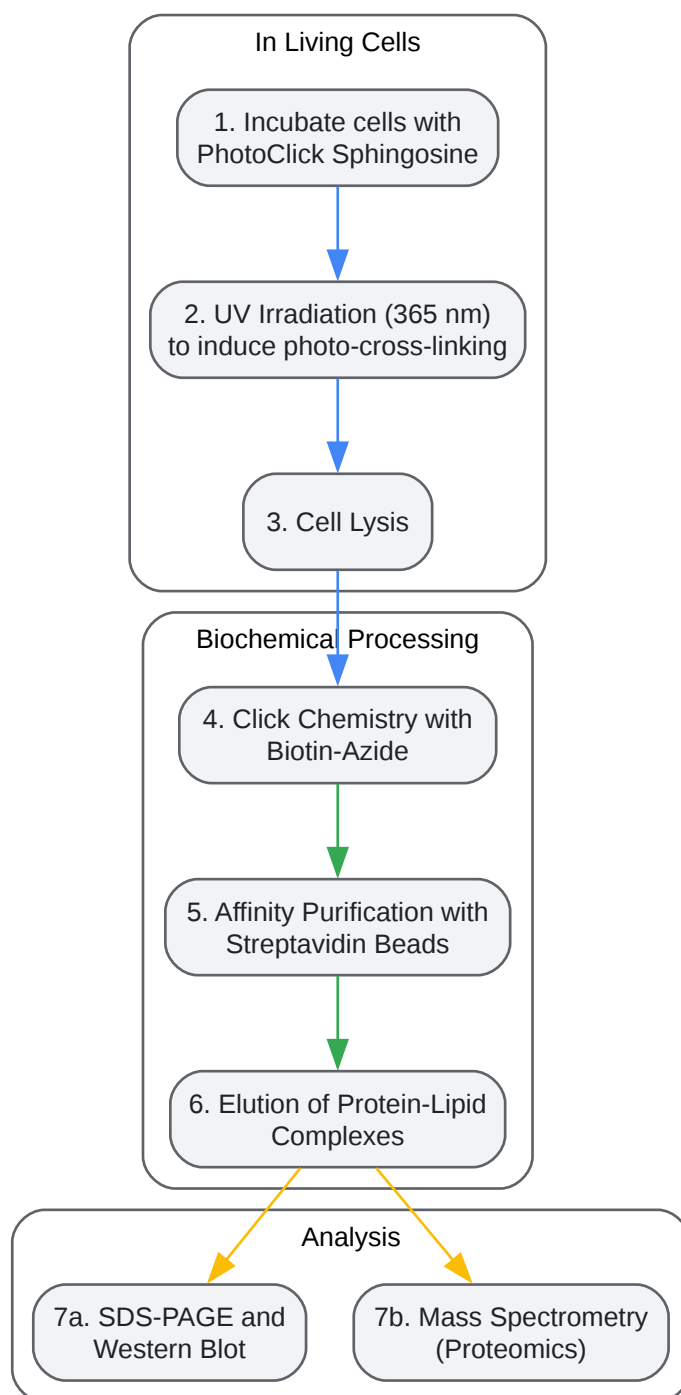 In Living Cells
1. Incubate cells with
PhotoClick Sphingosine
2. UV Irradiation (365 nm)
to induce photo-cross-linking
3. Cell Lysis
Biochemical Processing
4. Click Chemistry with
Biotin-Azide
5. Affinity Purification with
Streptavidin Beads
6. Elution of Protein-Lipid
Complexes
Analysis
7a. SDS-PAGE and
Western Blot
7b. Mass Spectrometry
(Proteomics)